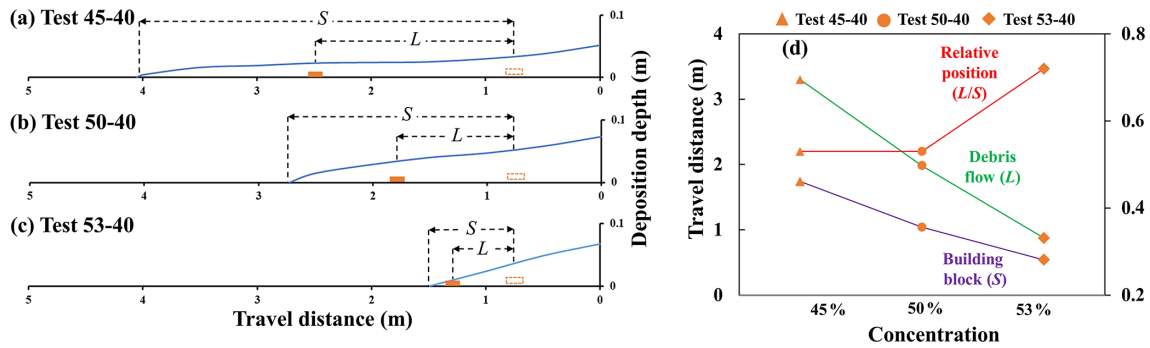 (a) Test 45-40
S
L
0.1
0
5
4
3
2
1
0
(b) Test 50-40
S
L
0.1
0
5
4
3
2
1
0
(c) Test 53-40
S
L
0.1
0
5
4
3
2
1
0
Travel distance (m)
Deposition depth (m)
Test 45-40 Test 50-40 Test 53-40
(d)
Travel distance (m)
4
3
2
1
0
0.8
0.6
0.4
0.2
Relative
position
(L/S)
Debris
flow (L)
Building
block (S)
45% 50% 53%
Concentration